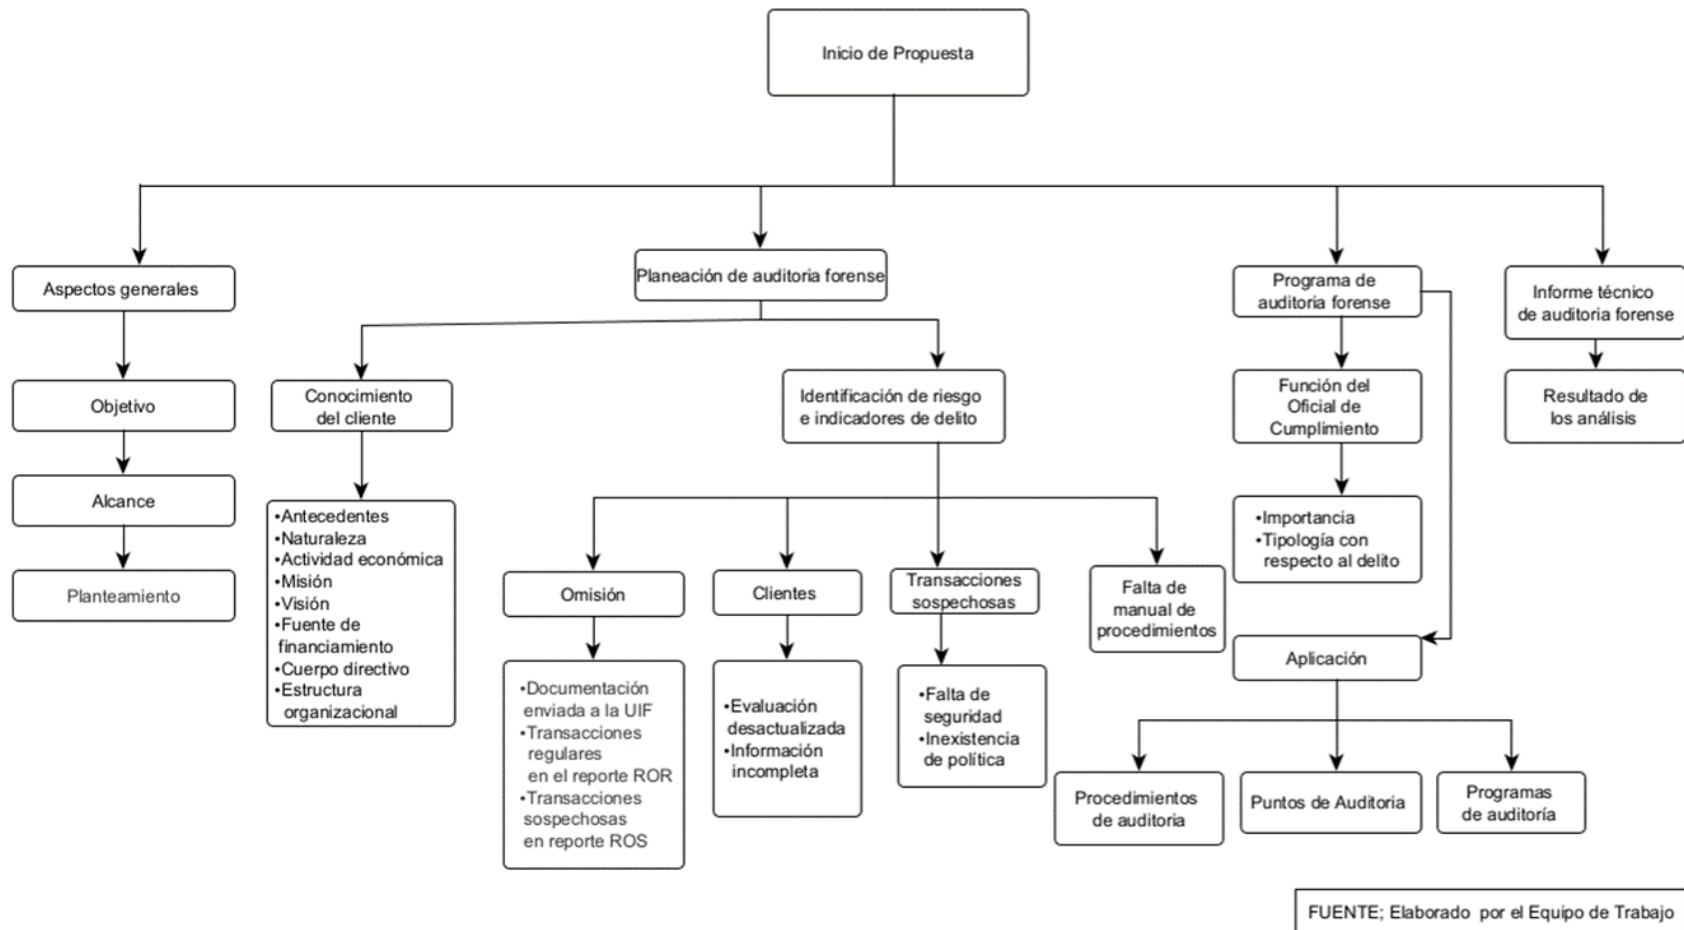 Inicio de Propuesta
Aspectos generales
Objetivo
Alcance
Planteamiento
Planeación de auditoria forense
Conocimiento
del cliente
•Antecedentes
•Naturaleza
•Actividad económica
•Misión
•Visión
•Fuente de
financiamiento
•Cuerpo directivo
•Estructura
organizacional
Identificación de riesgo
e indicadores de delito
Omisión
•Documentación
enviada a la UIF
•Transacciones
regulares
en el reporte ROR
•Transacciones
sospechosas
en reporte ROS
Clientes
•Evaluación
desactualizada
•Información
incompleta
Transacciones
sospechosas
•Falta de
seguridad
•Inexistencia
de política
Falta de
manual de
procedimientos
Programa de
auditoria forense
Función del
Oficial de
Cumplimiento
•Importancia
•Tipología con
respecto al delito
Aplicación
Procedimientos
de auditoria
Puntos de Auditoria
Programas
de auditoría
Informe técnico
de auditoria forense
Resultado de
los análisis
FUENTE; Elaborado por el Equipo de Trabajo